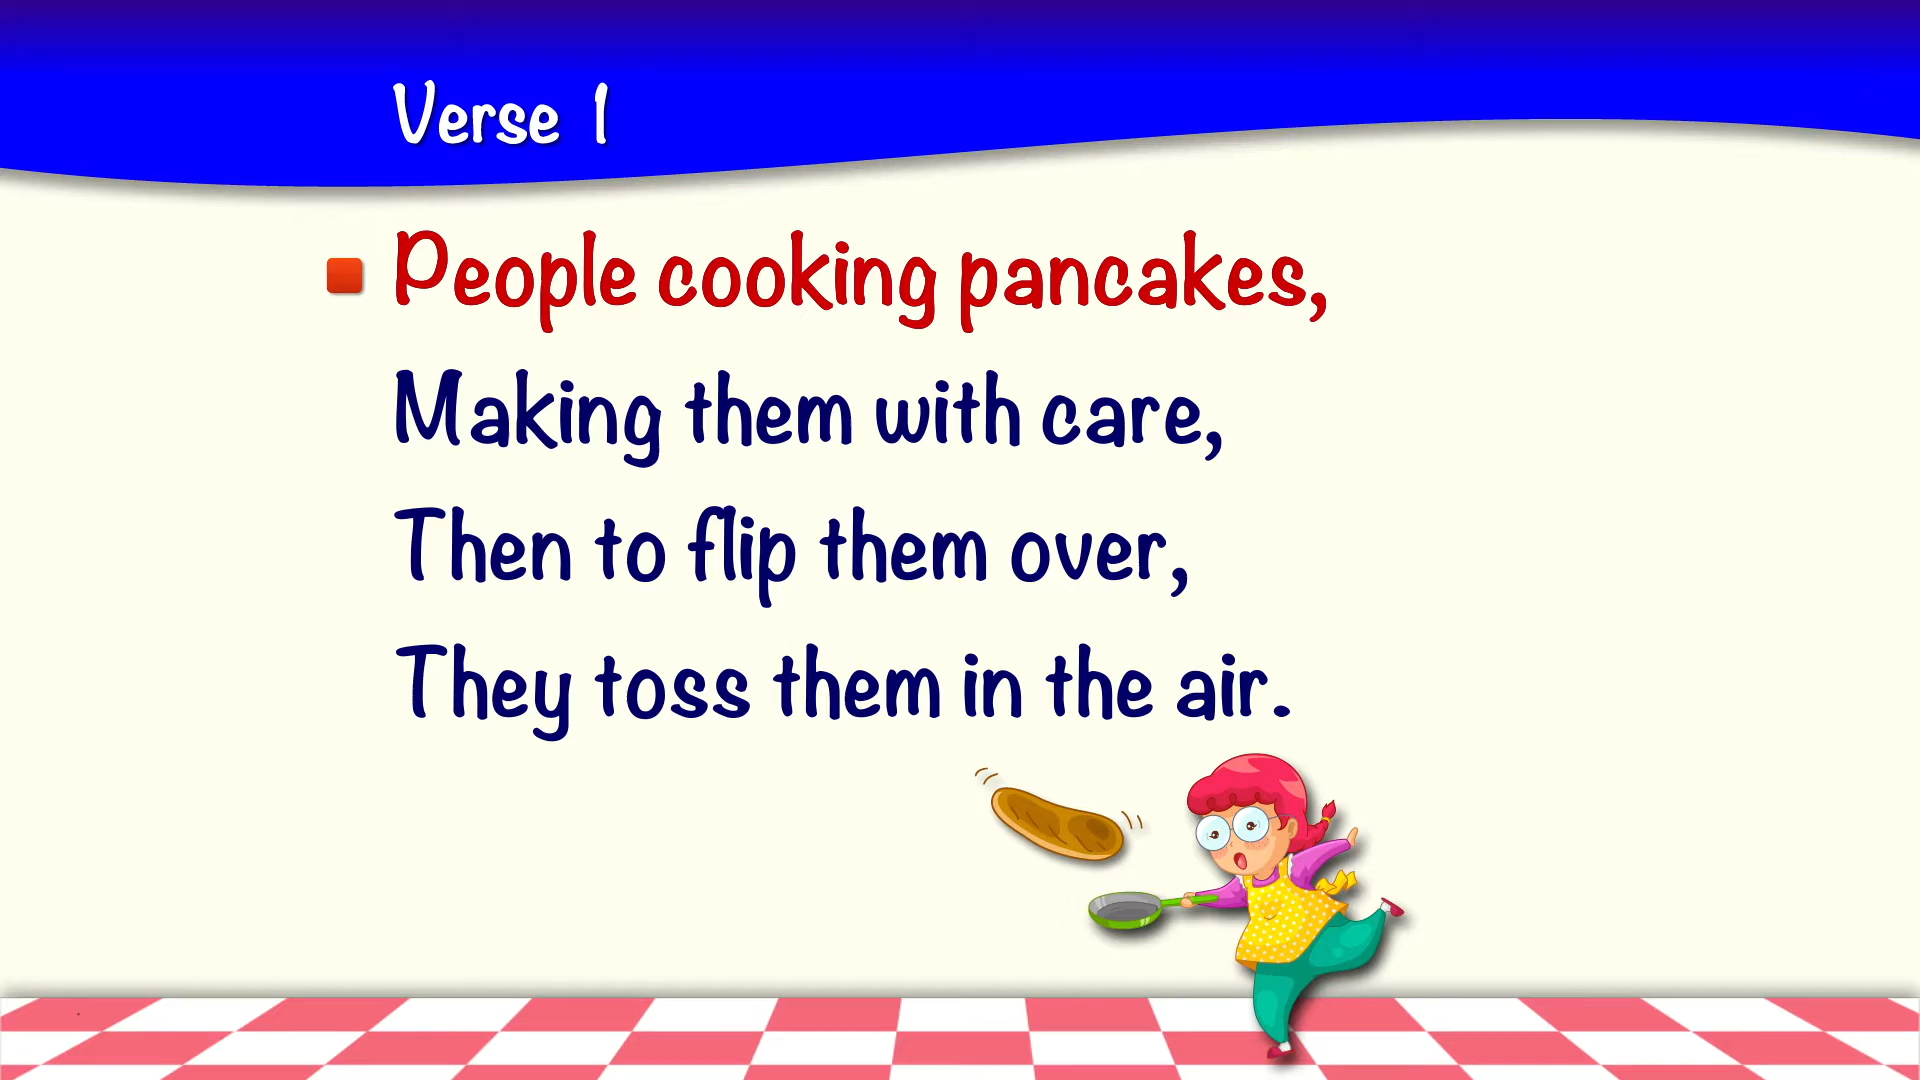 Verse 1
People cooking pancakes,
Making them with care,
Then to flip them over,
They toss them in the air.